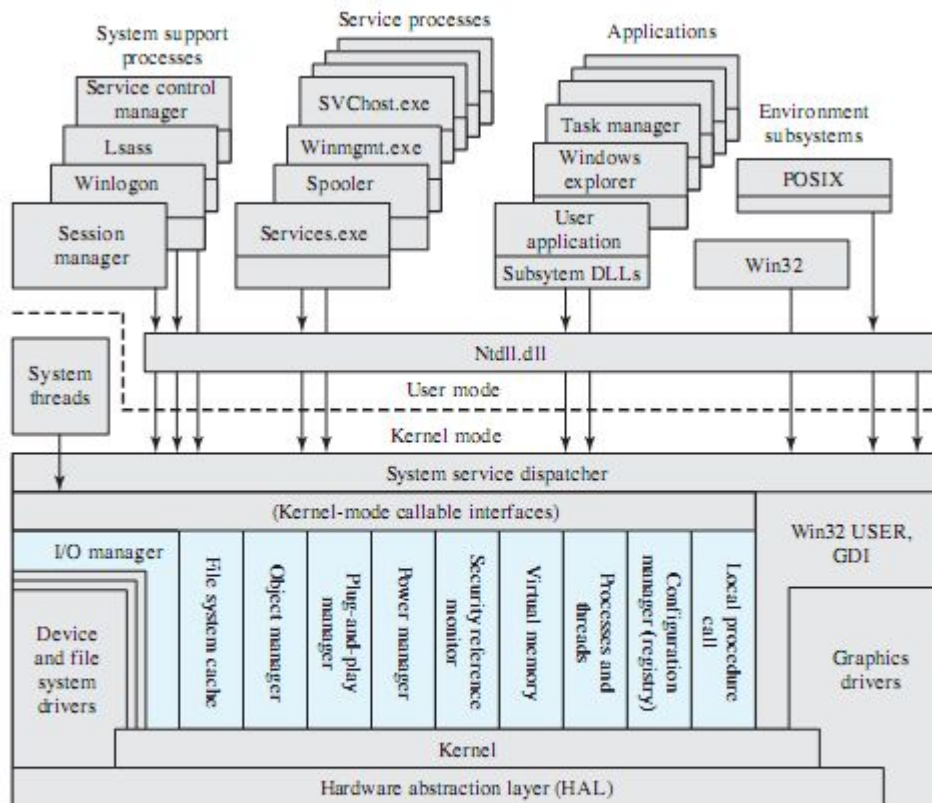 System support
processes
Service processes
Applications
Environment
subsystems
Service control
manager
Lsass
Winlogon
Session
manager
SVChost.exe
Winmgmt.exe
Spooler
Services.exe
Task manager
Windows
explorer
User
application
Subsytem DLLs
POSIX
Win32
System
threads
Ntdll.dll
User mode
Kernel mode
System service dispatcher
(Kernel-mode callable interfaces)
I/O manager
Device
and file
system
drivers
File system cache
Object manager
Plug-and-play
manager
Power manager
Security reference
monitor
Virtual memory
Processes and
threads
Configuration
manager (registry)
Local procedure
call
Win32 USER,
GDI
Graphics
drivers
Kernel
Hardware abstraction layer (HAL)